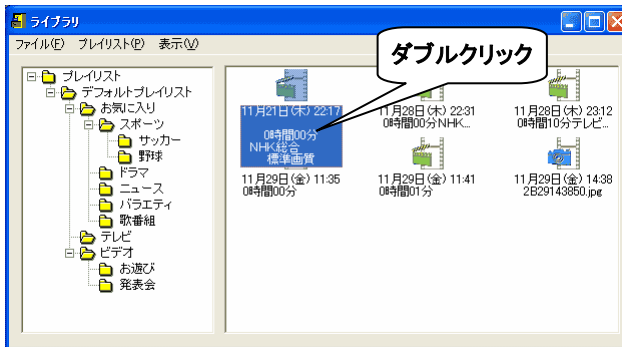 ライブラリ
ファイル(F) プレイリスト(P) 表示(V)
ダブルクリック
プレイリスト
デフォルトプレイリスト
お気に入り
スポーツ
サッカー
野球
ドラマ
ニュース
バラエティ
歌番組
テレビ
ビデオ
お遊び
発表会
11月21日(木) 22:17
0時間00分
NHK総合
標準画質
11月28日(木) 22:31
0時間00分NHK...
11月28日(木) 23:12
0時間10分テレビ...
11月29日(金) 11:35
0時間00分
11月29日(金) 11:41
0時間01分
11月29日(金) 14:38
2B29143850.jpg